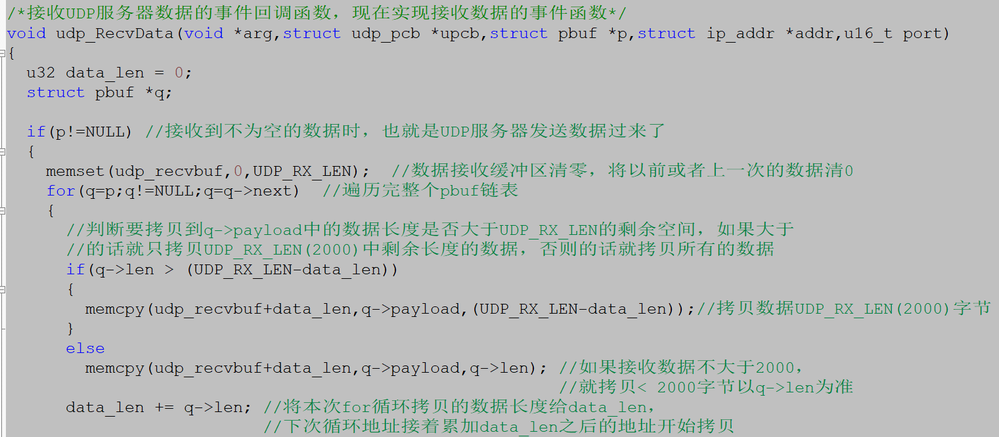 /*接收UDP服务器数据的事件回调函数，现在实现接收数据的事件函数*/
void udp_RecvData(void *arg,struct udp_pcb *upcb,struct pbuf *p,struct ip_addr *addr,u16_t port)
{
u32 data_len = 0;
struct pbuf *q;
if(p!=NULL) //接收到不为空的数据时，也就是UDP服务器发送数据过来了
{
memset(udp_recvbuf,0,UDP_RX_LEN); //数据接收缓冲区清零，将以前或者上一次的数据清0
for(q=p;q!=NULL;q=q->next) //遍历完整个pbuf链表
{
//判断要拷贝到q->payload中的数据长度是否大于UDP_RX_LEN的剩余空间，如果大于
//的话就只拷贝UDP_RX_LEN(2000)中剩余长度的数据，否则的话就拷贝所有的数据
if(q->len > (UDP_RX_LEN-data_len))
{
memcpy(udp_recvbuf+data_len,q->payload,(UDP_RX_LEN-data_len));//拷贝数据UDP_RX_LEN(2000)字节
}
else
memcpy(udp_recvbuf+data_len,q->payload,q->len); //如果接收数据不大于2000，
//就拷贝< 2000字节以q->len为准
data_len += q->len; //将本次for循环拷贝的数据长度给data_len，
//下次循环地址接着累加data_len之后的地址开始拷贝